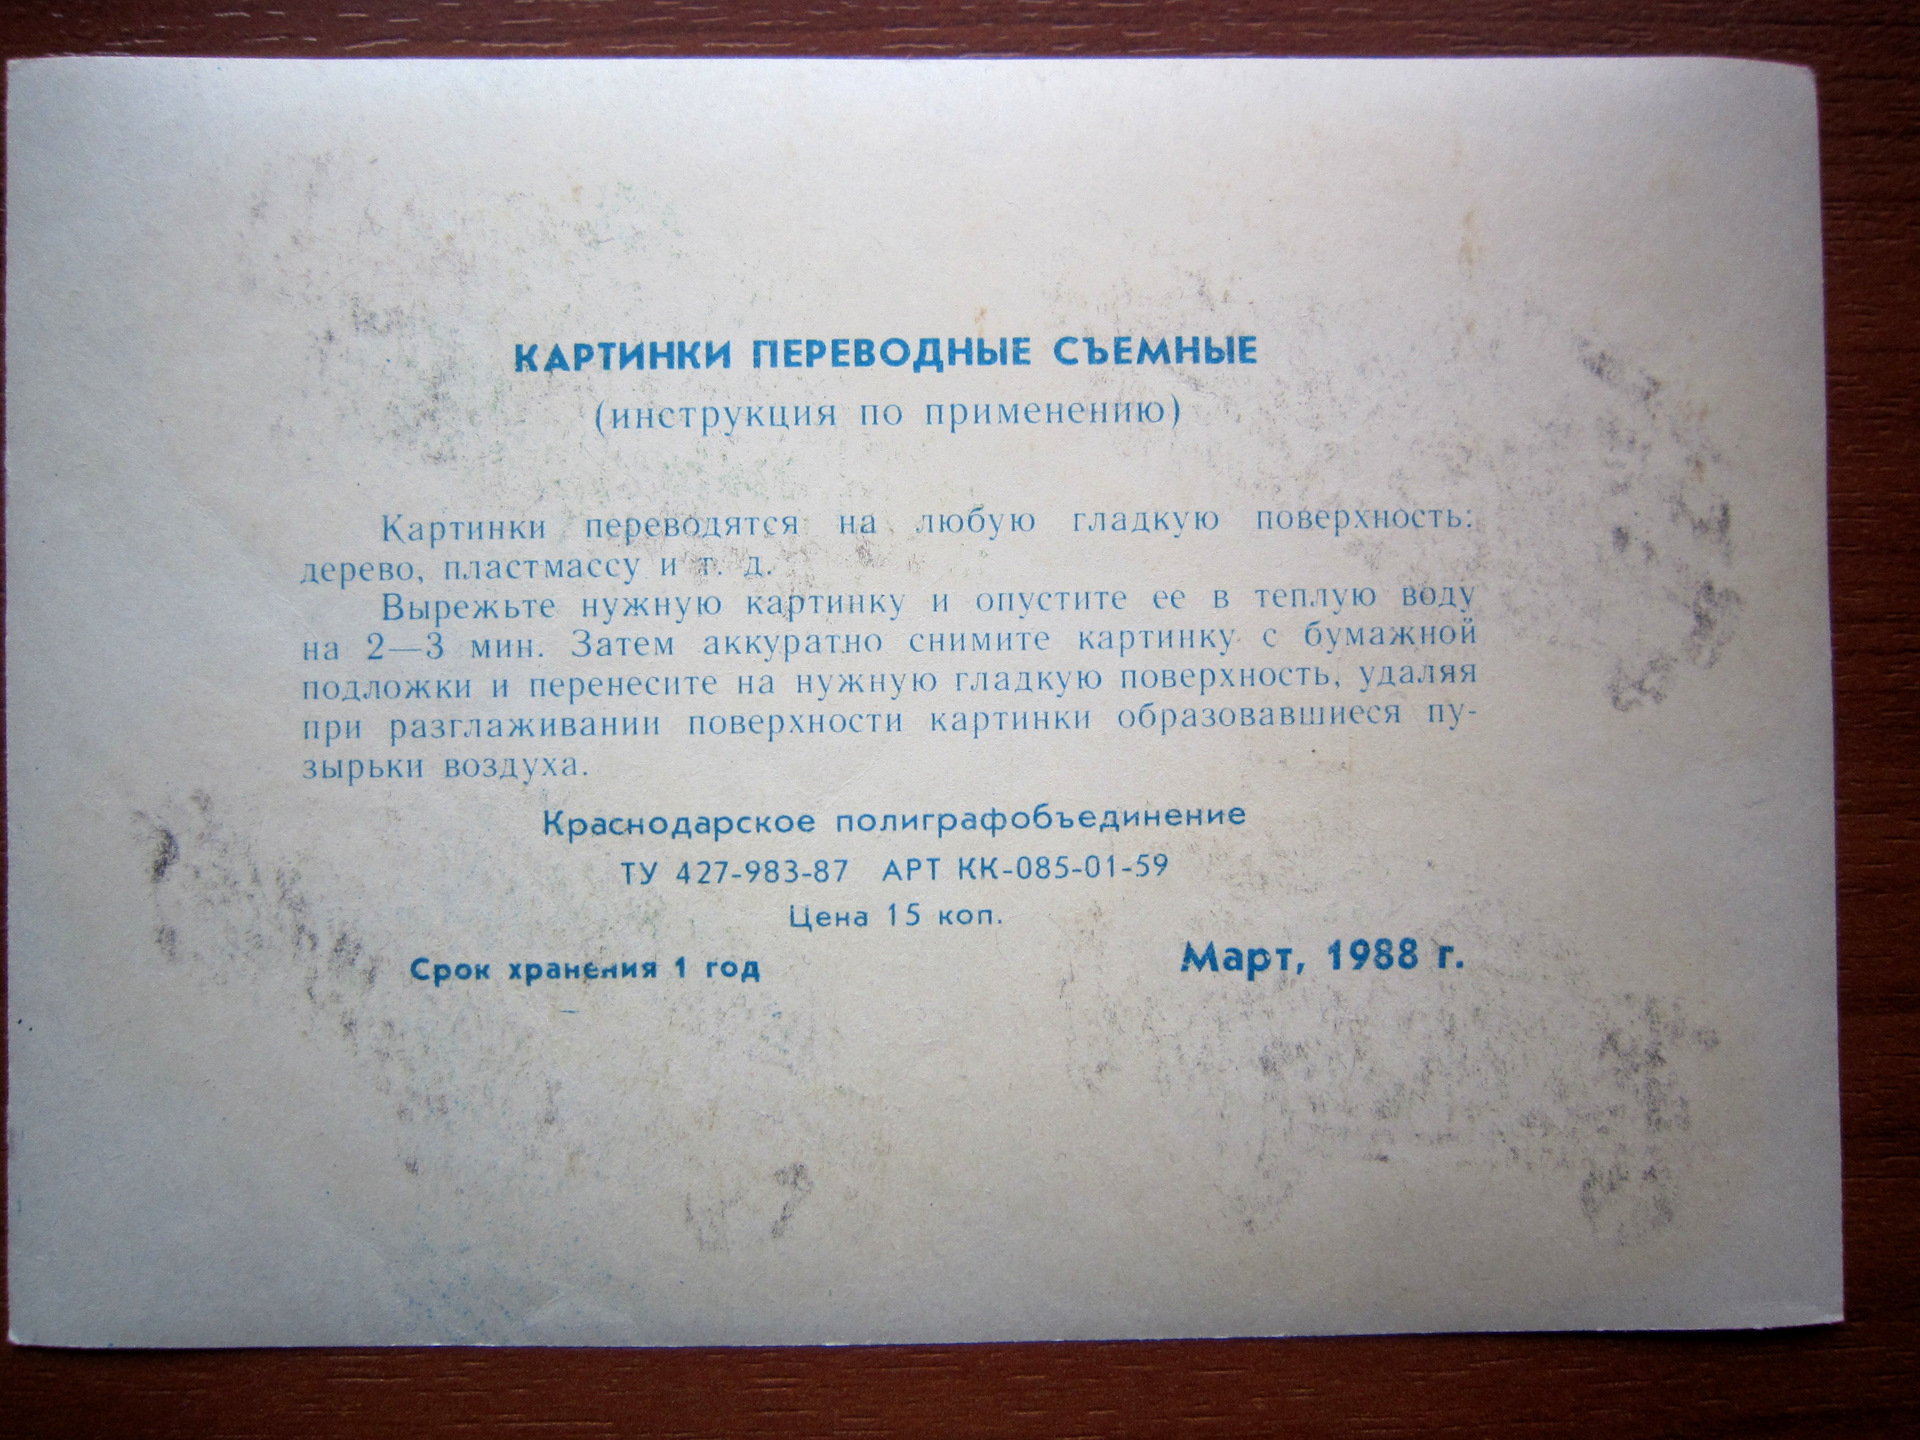 КАРТИНКИ ПЕРЕВОДНЫЕ СЪЕМНЫЕ
(инструкция по применению)
Картинки переводятся на любую гладкую поверхность:
дерево, пластмассу и т. д.
Вырежьте нужную картинку и опустите ее в теплую воду
на 2—3 мин. Затем аккуратно снимите картинку с бумажной
подложки и перенесите на нужную гладкую поверхность, удаляя
при разглаживании поверхности картинки образовавшиеся пу-
зырьки воздуха.
Краснодарское полиграфобъединение
ТУ 427-983-87 АРТ КК-085-01-59
Цена 15 коп.
Срок хранения 1 год Март, 1988 г.